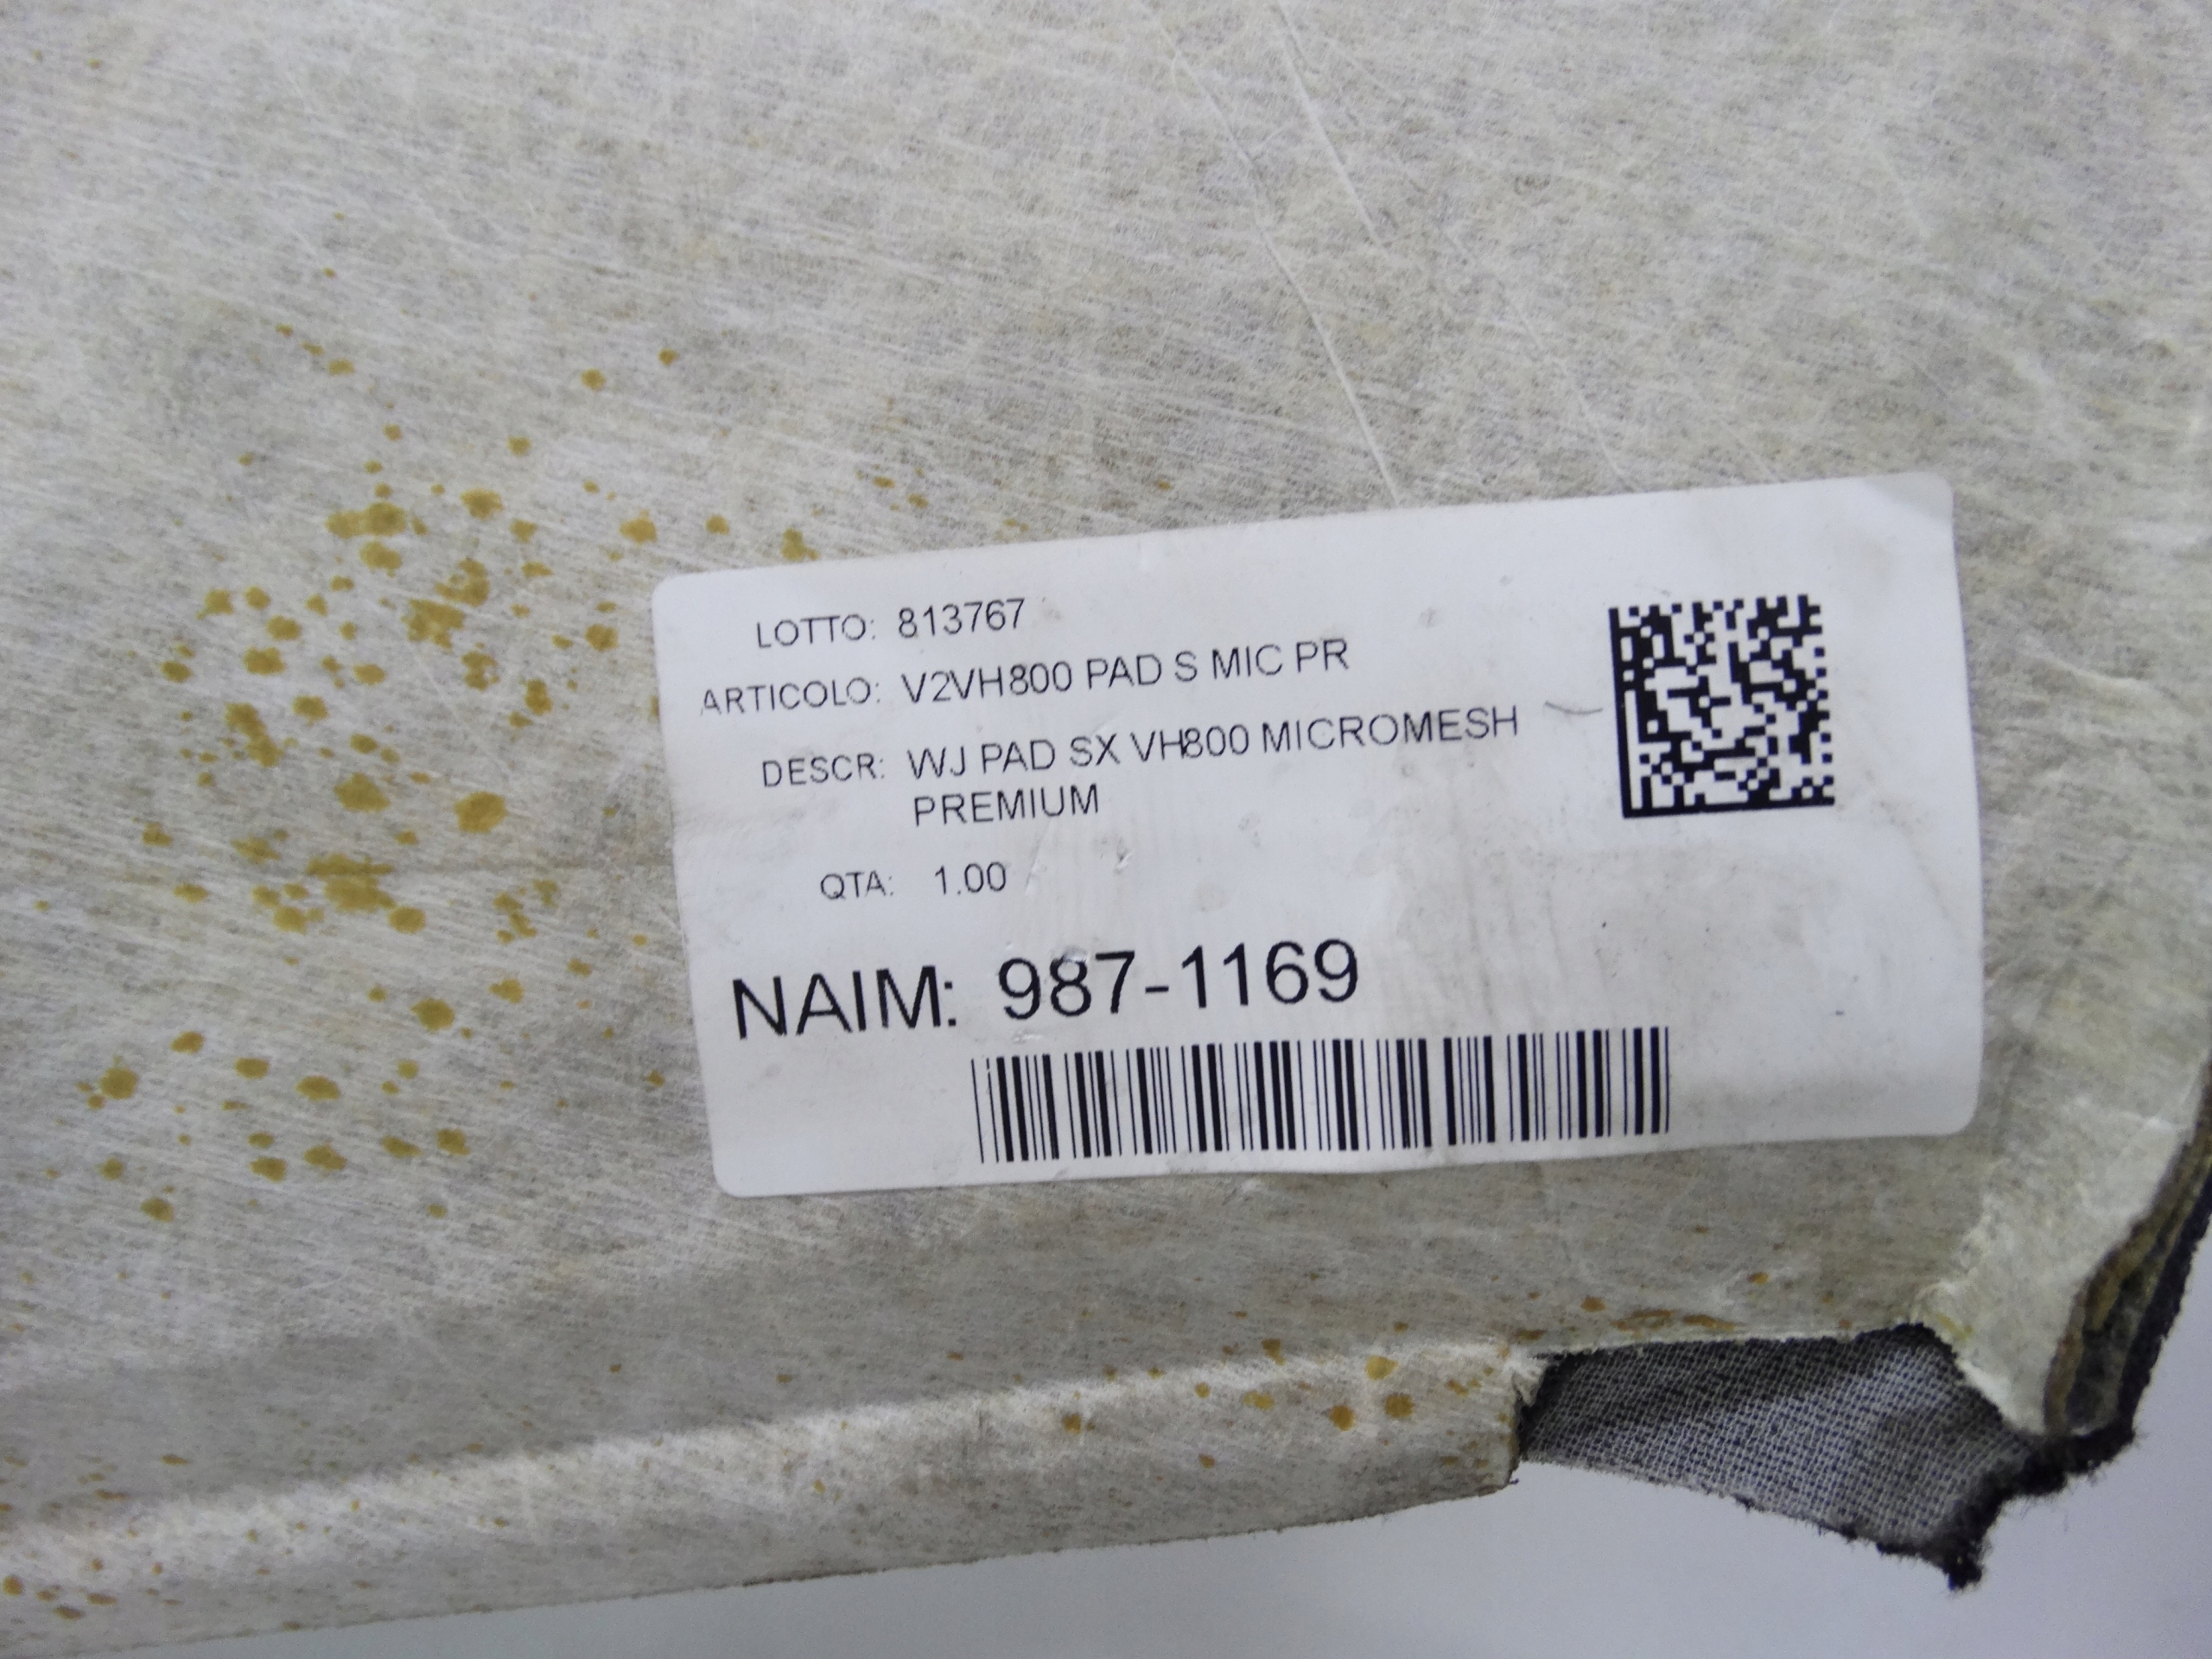 LOTTO: 813767
ARTICOLO: V2VH800 PAD S MIC PR
DESCR: WJ PAD SX VH800 MICROMESH
PREMIUM
QTA: 1.00
NAIM: 987-1169